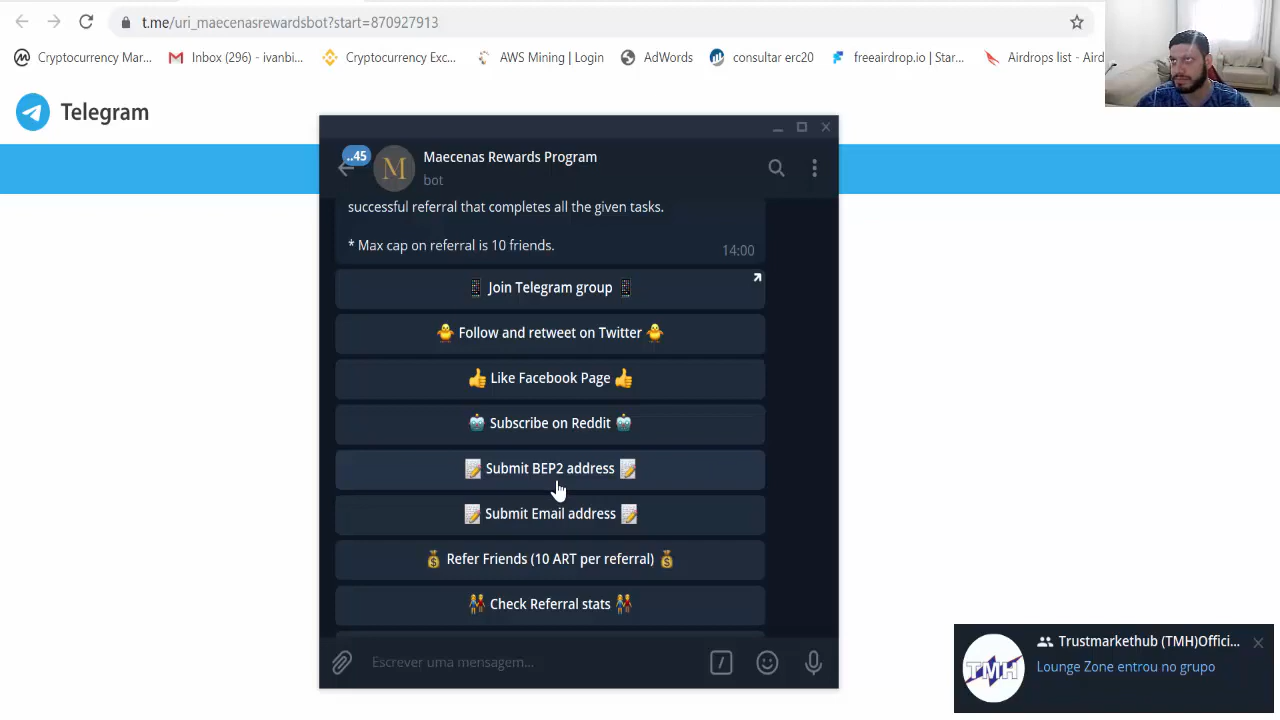 t.me/uri_maecenasrewardsbot?start=870927913
Cryptocurrency Mar...
Inbox (296) - ivanbi...
Cryptocurrency Exc...
AWS Mining | Login
AdWords
consultar erc20
freeairdrop.io | Star...
Airdrops list - Aird
Telegram
..45
M
Maecenas Rewards Program
bot
successful referral that completes all the given tasks.
* Max cap on referral is 10 friends.
14:00
Join Telegram group
Follow and retweet on Twitter
Like Facebook Page
Subscribe on Reddit
Submit BEP2 address
Submit Email address
Refer Friends (10 ART per referral)
Check Referral stats
Escrever uma mensagem...
TMH
Trustmarkethub (TMH)Offici...
Lounge Zone entrou no grupo